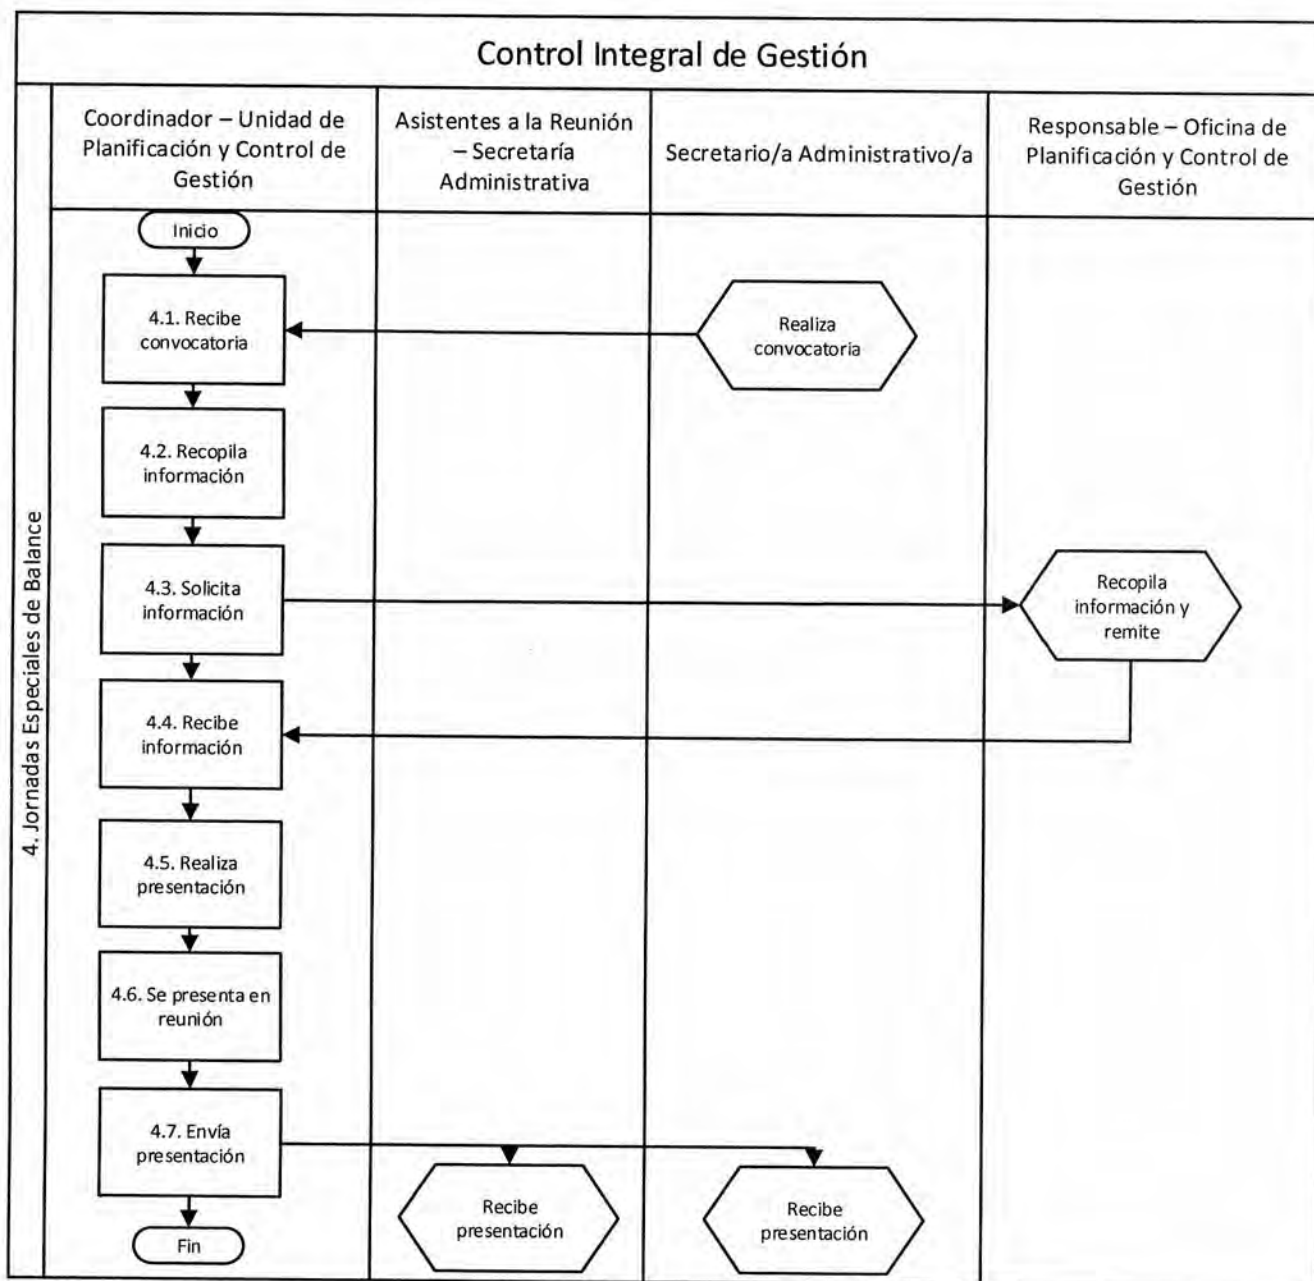 Control Integral de Gestión
Coordinador – Unidad de
Planificación y Control de
Gestión
Asistentes a la Reunión
– Secretaría
Administrativa
Secretario/a Administrativo/a
Responsable – Oficina de
Planificación y Control de
Gestión
4. Jornadas Especiales de Balance
Inicio
4.1. Recibe
convocatoria
Realiza
convocatoria
4.2. Recopila
información
4.3. Solicita
información
Recopila
información y
remite
4.4. Recibe
información
4.5. Realiza
presentación
4.6. Se presenta en
reunión
4.7. Envía
presentación
Recibe
presentación
Recibe
presentación
Fin